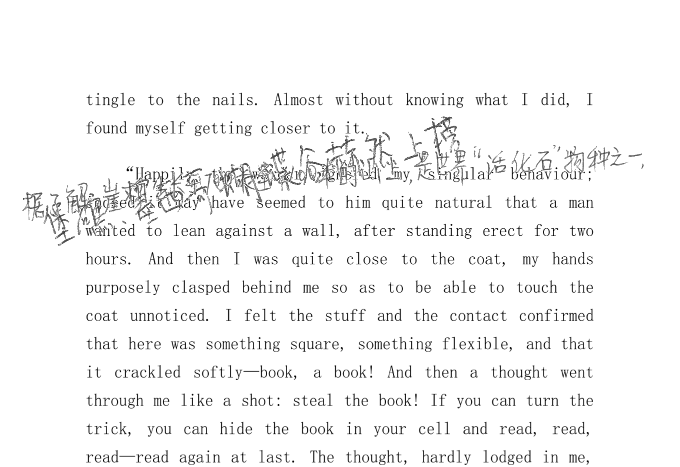 tingle to the nails. Almost without knowing what I did, I
found myself getting closer to it.
“Happily
my singular behaviour;
是世界“活化石”物种之一,
据了解,
may have seemed to him quite natural that a man
wanted to lean against a wall, after standing erect for two
hours. And then I was quite close to the coat, my hands
purposely clasped behind me so as to be able to touch the
coat unnoticed. I felt the stuff and the contact confirmed
that here was something square, something flexible, and that
it crackled softly—book, a book! And then a thought went
through me like a shot: steal the book! If you can turn the
trick, you can hide the book in your cell and read, read,
read—read again at last. The thought, hardly lodged in me,